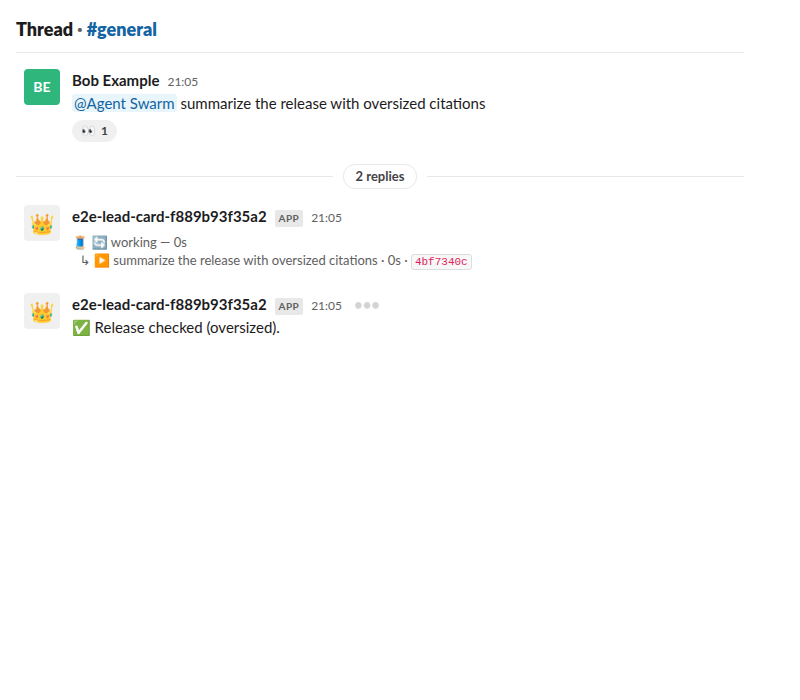 Thread • #general
BE
Bob Example 21:05
@Agent Swarm summarize the release with oversized citations
👀 1
2 replies
e2e-lead-card-f889b93f35a2 APP 21:05
🧵 🔄 working — 0s
↳ ▶️ summarize the release with oversized citations · 0s · 4bf7340c
e2e-lead-card-f889b93f35a2 APP 21:05
✅ Release checked (oversized).